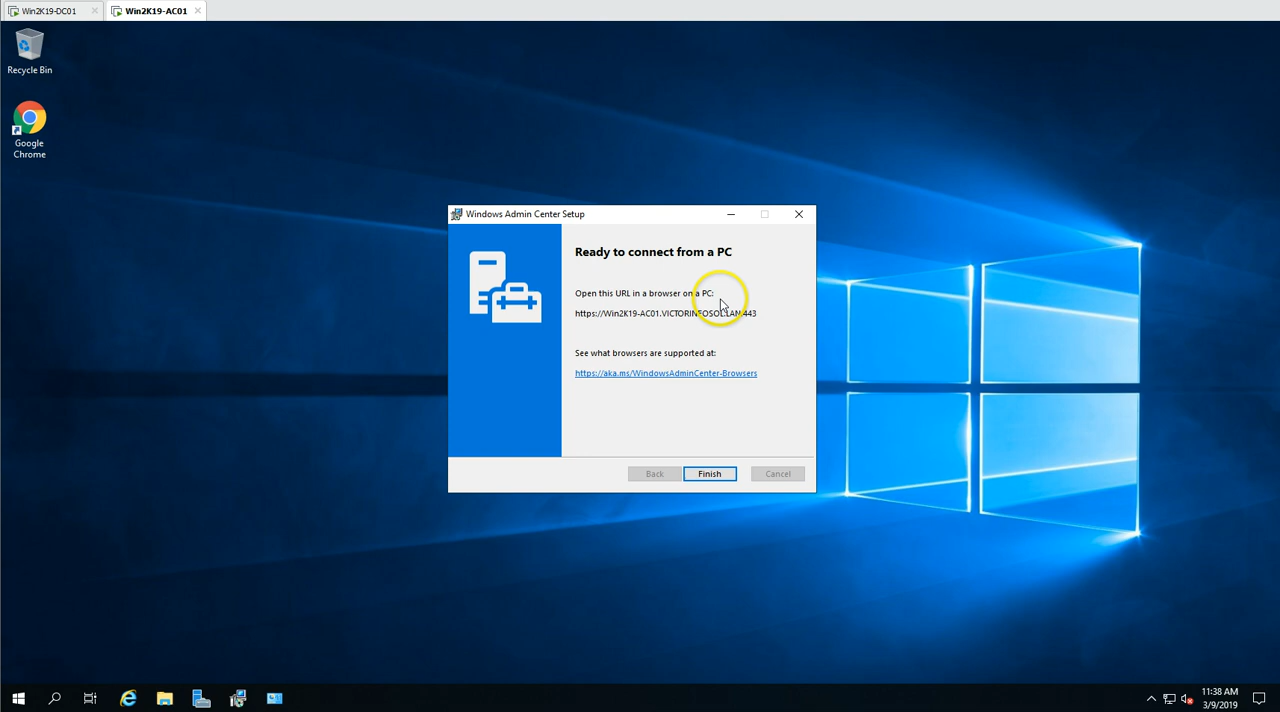 Win2K19-DC01
Win2K19-AC01
Recycle Bin
Google
Chrome
Windows Admin Center Setup
Ready to connect from a PC
Open this URL in a browser on a PC:
https://Win2K19-AC01.VICTORINFOSOL.LAN:443
See what browsers are supported at:
https://aka.ms/WindowsAdminCenter-Browsers
Back
Finish
Cancel
11:38 AM
3/9/2019